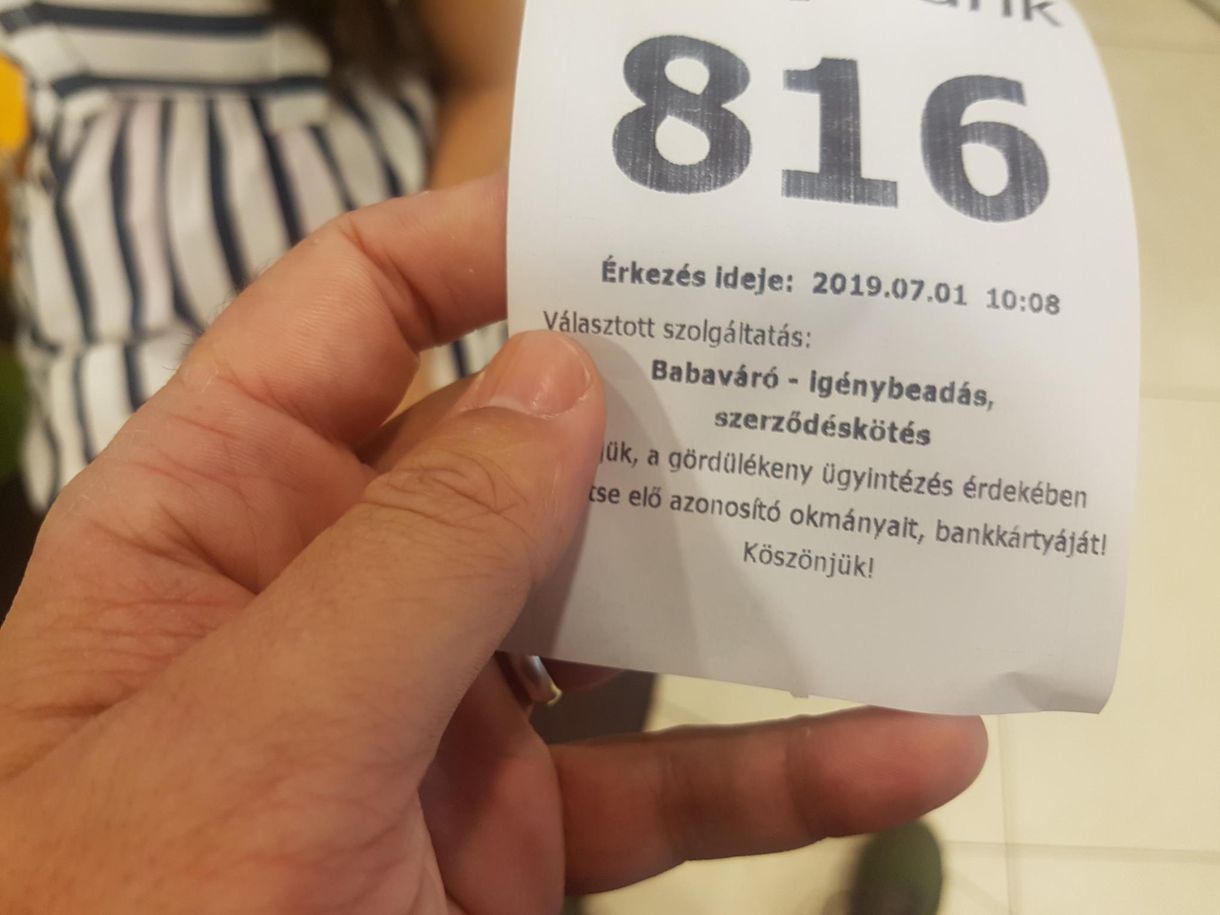 816
Érkezés ideje: 2019.07.01 10:08
Választott szolgáltatás:
Babaváró - igénybeadás,
szerződéskötés
a gördülékeny ügyintézés érdekében
elő azonosító okmányait, bankkártyáját!
Köszönjük!